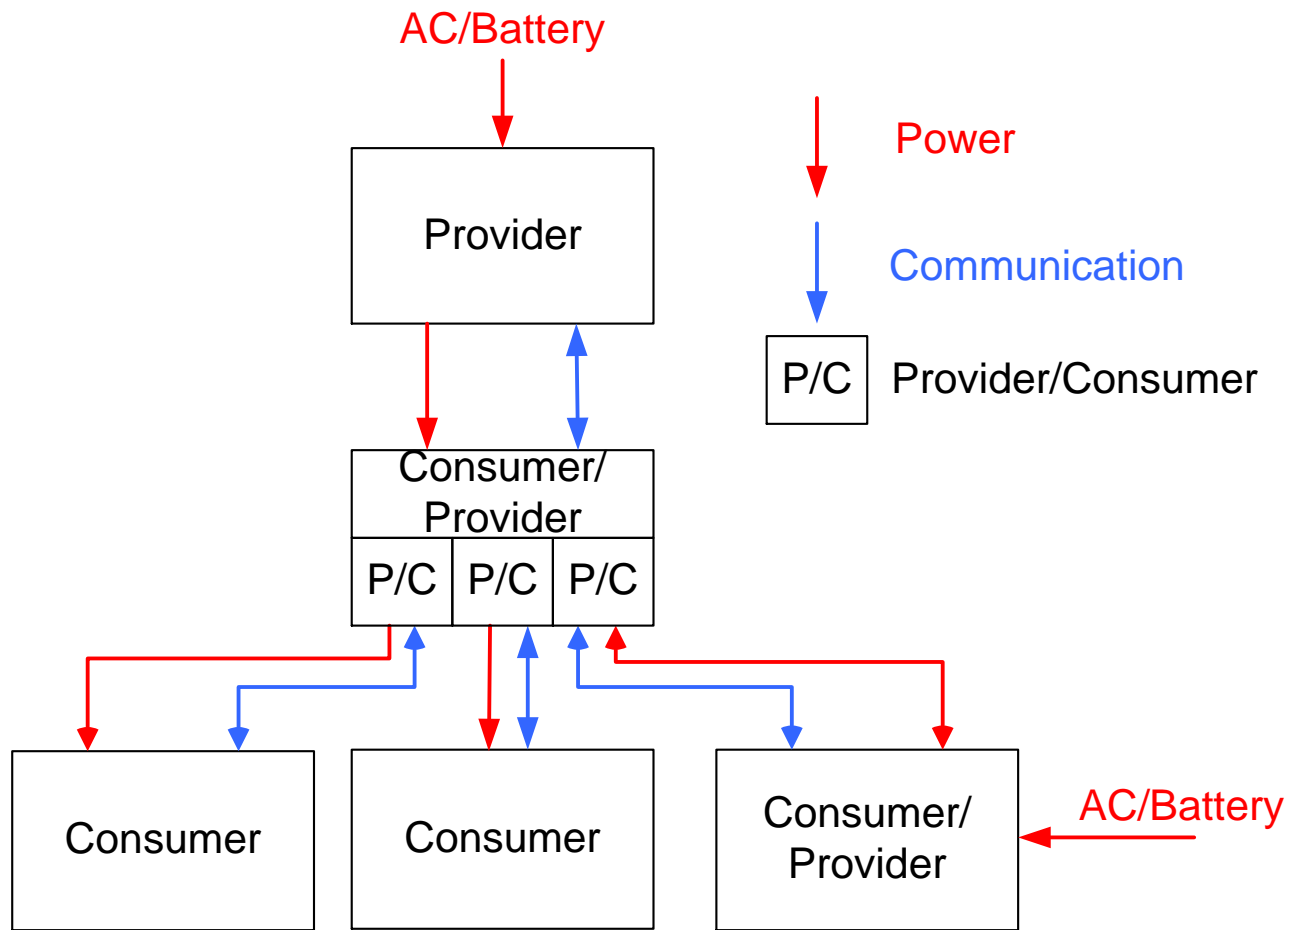 AC/Battery
Power
Provider
Communication
P/C Provider/Consumer
Consumer/
Provider
P/C P/C P/C
Consumer
Consumer
Consumer/
Provider
AC/Battery